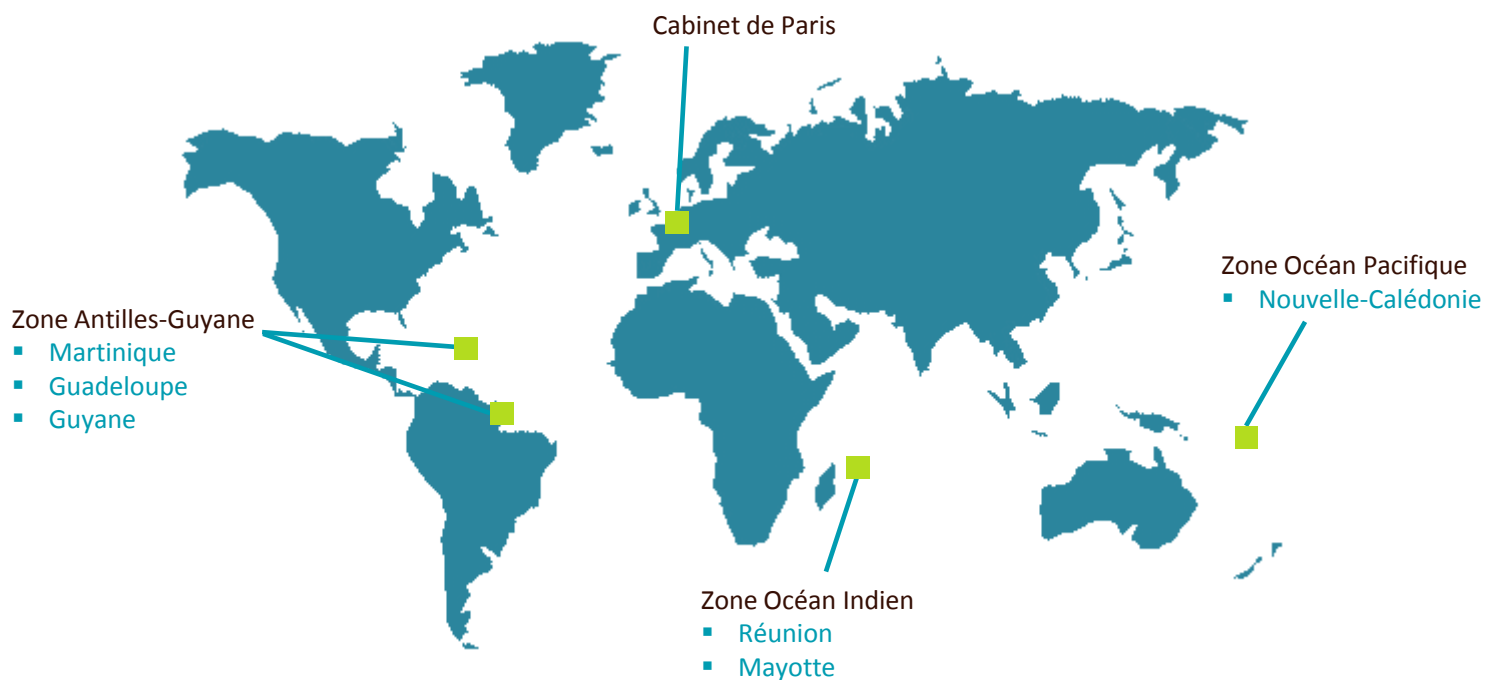 Cabinet de Paris
Zone Océan Pacifique
▪ Nouvelle-Calédonie
Zone Antilles-Guyane
▪ Martinique
▪ Guadeloupe
▪ Guyane
Zone Océan Indien
▪ Réunion
▪ Mayotte